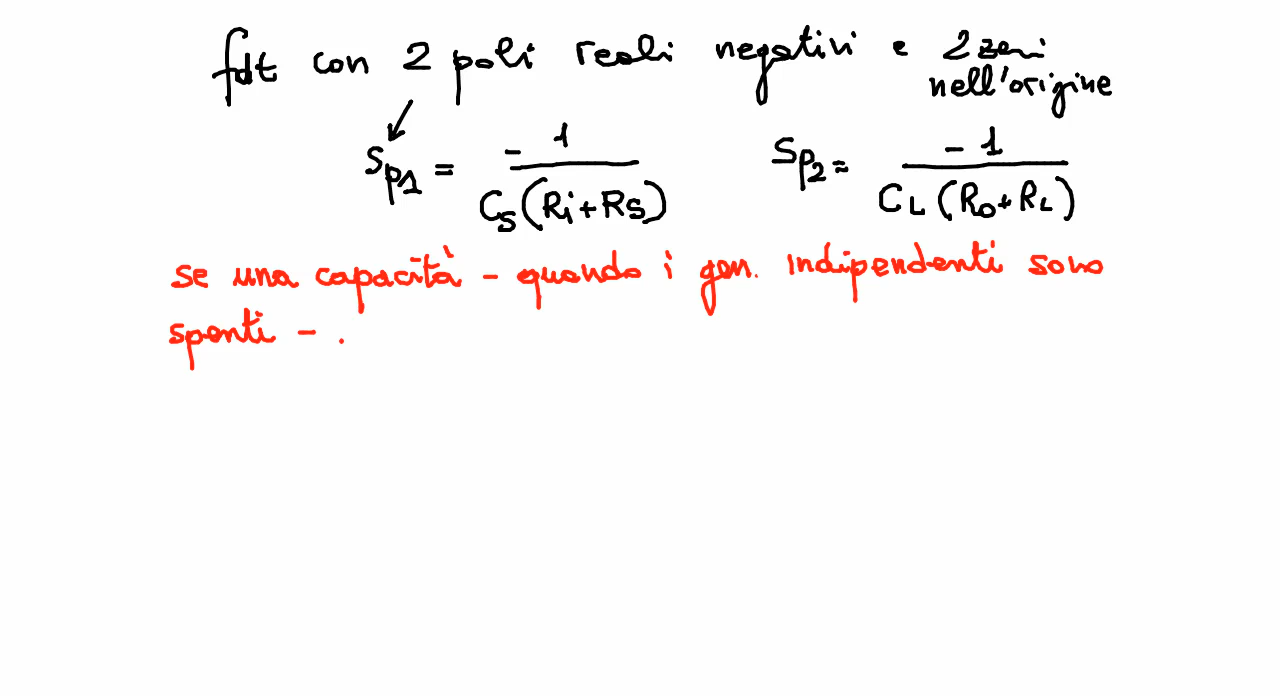 fdt con 2 poli reali negativi e 2 zeri
nell'origine
Sp1 = -1 / Cs (Ri+Rs) Sp2 = -1 / CL (Ro+RL)
se una capacità - quando i gen. indipendenti sono
spenti - .